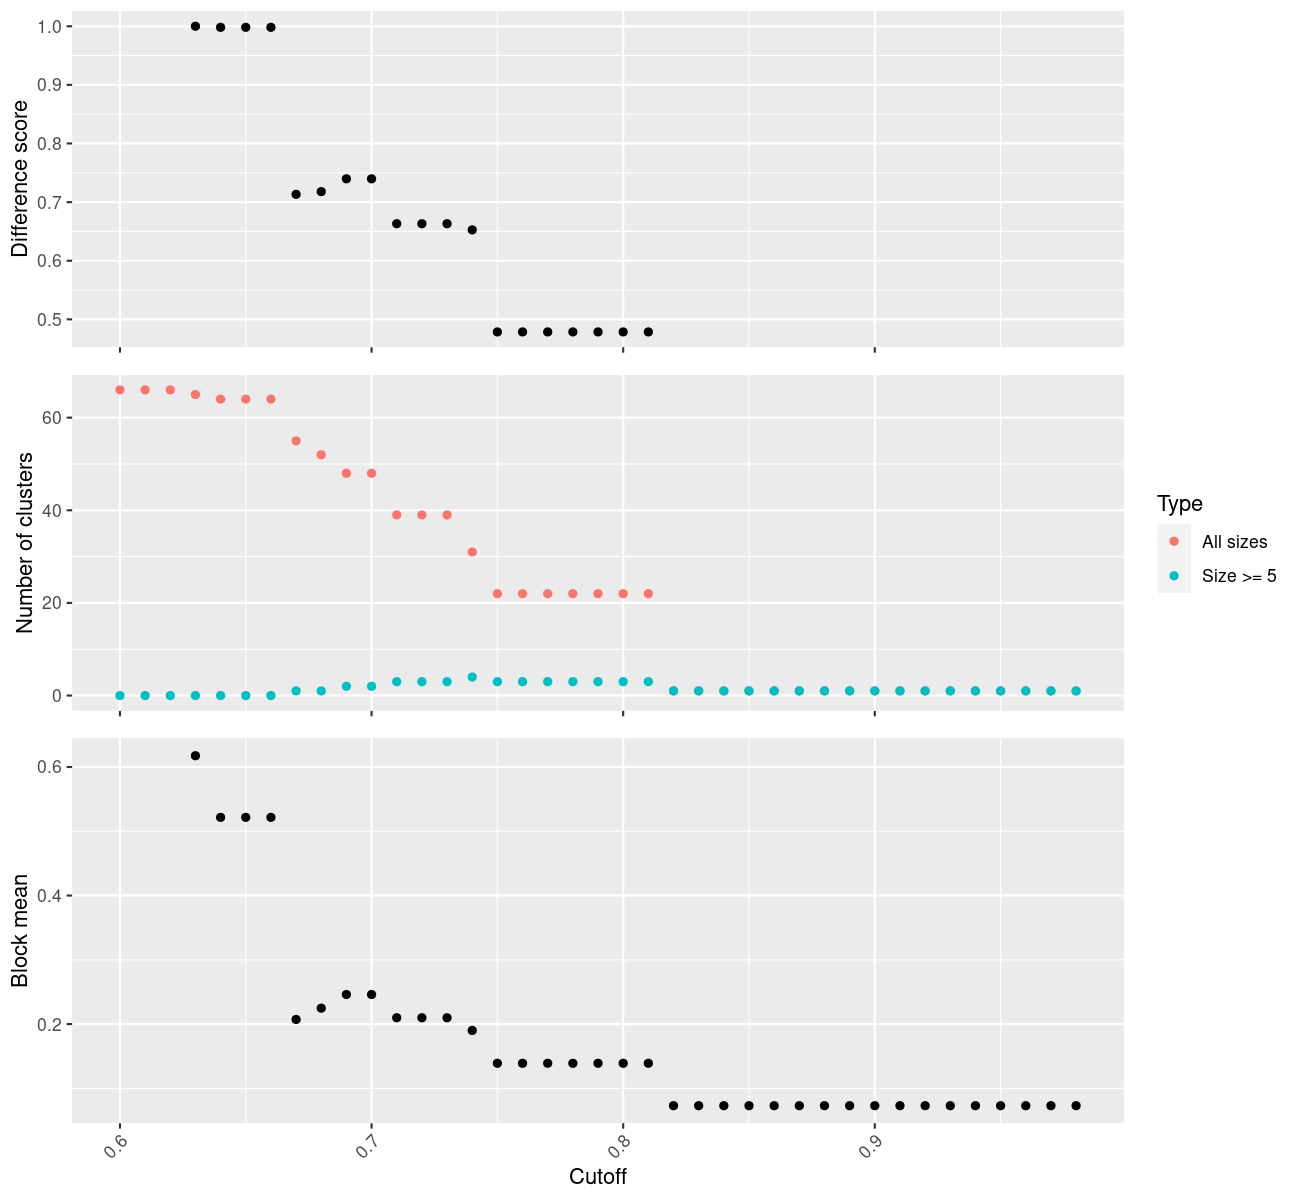 1.0
0.9
0.8
0.7
0.6
0.5
Difference score
60
40
20
0
Number of clusters
Type
All sizes
Size >= 5
0.6
0.4
0.2
Block mean
0.6
0.7
0.8
0.9
Cutoff